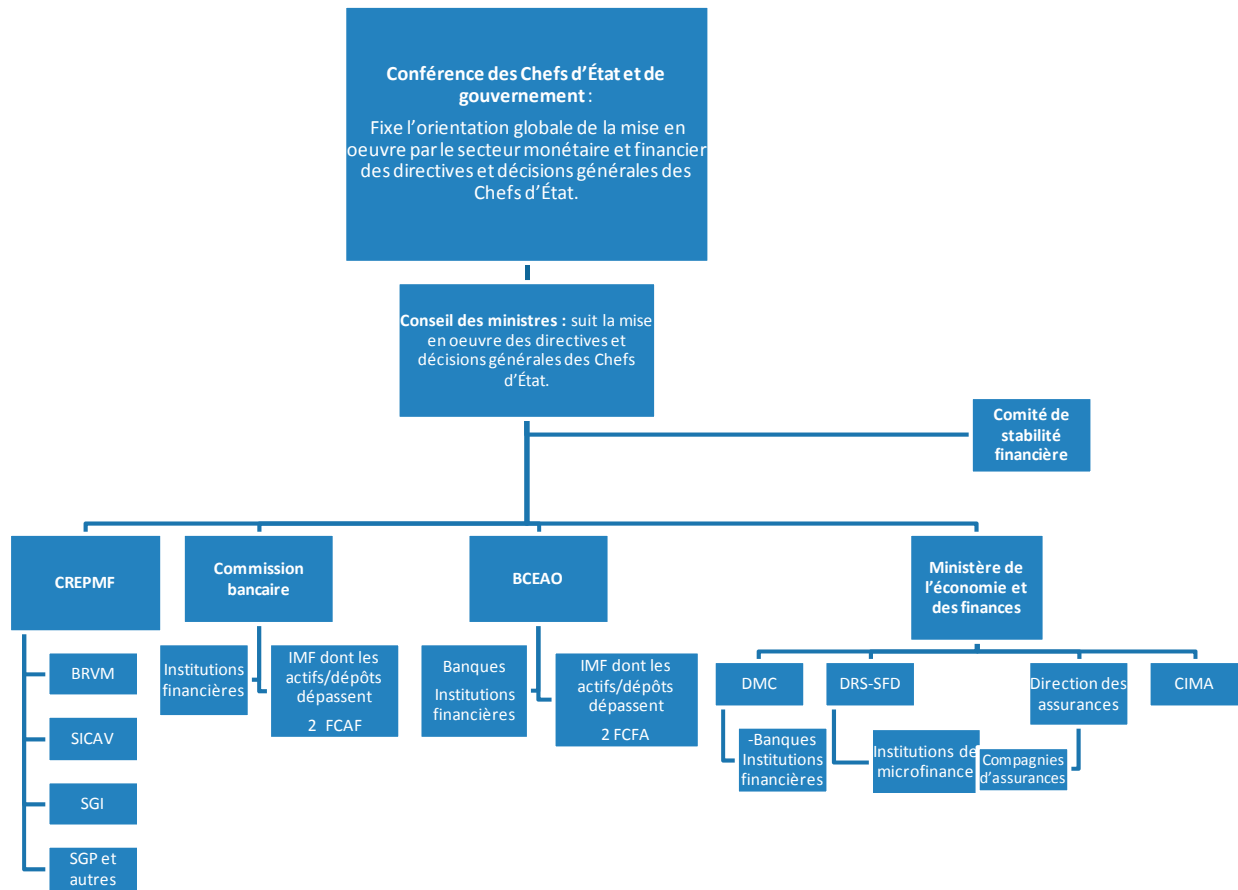 Conférence des Chefs d’État et de
gouvernement :
Fixe l’orientation globale de la mise en
oeuvre par le secteur monétaire et financier
des directives et décisions générales des
Chefs d’État.
Conseil des ministres : suit la mise
en oeuvre des directives et
décisions générales des Chefs
d’État.
Comité de
stabilité
financière
CREPMF
Commission
bancaire
BCEAO
Ministère de
l’économie et
des finances
BRVM
SICAV
SGI
SGP et
autres
Institutions
financières
IMF dont les
actifs/dépôts
dépassent
2 FCAF
Banques
Institutions
financières
IMF dont les
actifs/dépôts
dépassent
2 FCFA
DMC
DRS-SFD
Direction des
assurances
CIMA
-Banques
Institutions
financières
Institutions de
microfinance
Compagnies
d’assurances